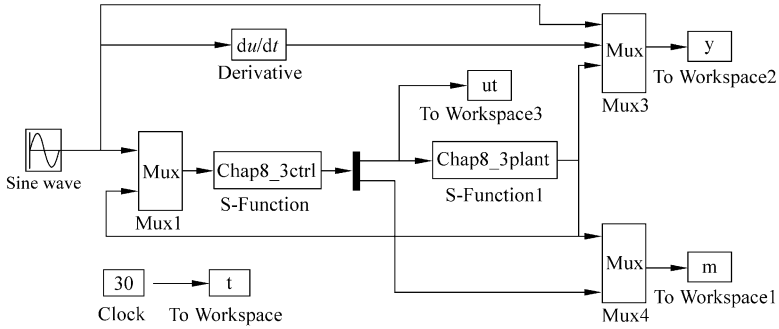 du/dt
Derivative
Mux
Mux3
y
To Workspace2
ut
To Workspace3
Sine wave
Mux
Mux1
Chap8_3ctrl
S-Function
Chap8_3plant
S-Function1
Mux
Mux4
m
To Workspace1
30
Clock
t
To Workspace